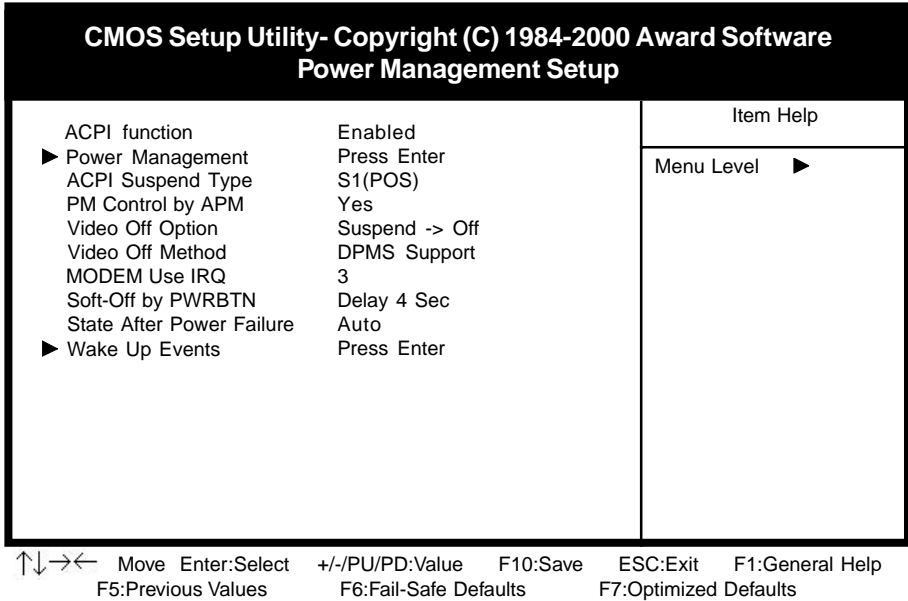 CMOS Setup Utility- Copyright (C) 1984-2000 Award Software
Power Management Setup
ACPI function Enabled
▶ Power Management Press Enter
ACPI Suspend Type S1(POS)
PM Control by APM Yes
Video Off Option Suspend -> Off
Video Off Method DPMS Support
MODEM Use IRQ 3
Soft-Off by PWRBTN Delay 4 Sec
State After Power Failure Auto
▶ Wake Up Events Press Enter
Item Help
Menu Level ▶
↑↓→← Move Enter:Select +/-/PU/PD:Value F10:Save ESC:Exit F1:General Help
F5:Previous Values F6:Fail-Safe Defaults F7:Optimized Defaults